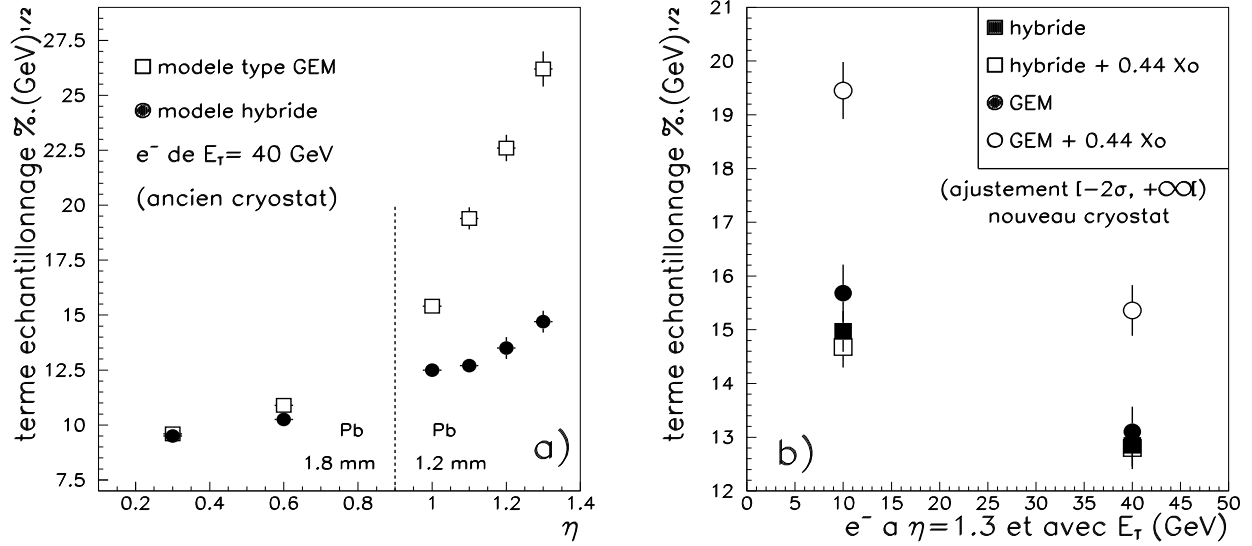 terme echantillonnage %.(GeV)^1/2
27.5
25
22.5
20
17.5
15
12.5
10
7.5
modele type GEM
modele hybride
e⁻ de E_T= 40 GeV
(ancien cryostat)
Pb
1.8 mm
Pb
1.2 mm
a)
0.2 0.4 0.6 0.8 1 1.2 1.4
η
terme echantillonnage %.(GeV)^1/2
21
20
19
18
17
16
15
14
13
12
hybride
hybride + 0.44 Xo
GEM
GEM + 0.44 Xo
(ajustement [−2σ, +∞[)
nouveau cryostat
b)
0 5 10 15 20 25 30 35 40 45 50
e⁻ a η=1.3 et avec E_T (GeV)